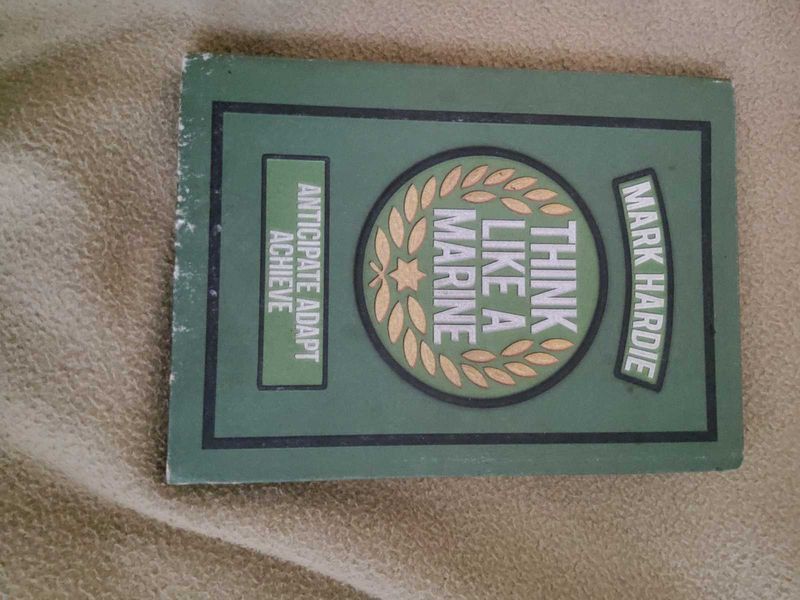 MARK HARDIE
THINK
LIKE A
MARINE
ANTICIPATE ADAPT
ACHIEVE